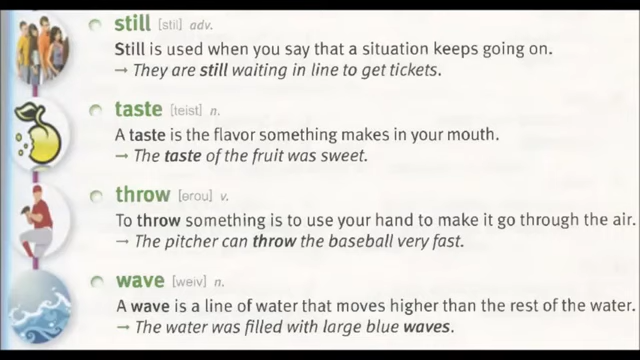 still [stil] adv.
Still is used when you say that a situation keeps going on.
→ They are still waiting in line to get tickets.
taste [teist] n.
A taste is the flavor something makes in your mouth.
→ The taste of the fruit was sweet.
throw [θrou] v.
To throw something is to use your hand to make it go through the air.
→ The pitcher can throw the baseball very fast.
wave [weiv] n.
A wave is a line of water that moves higher than the rest of the water.
→ The water was filled with large blue waves.